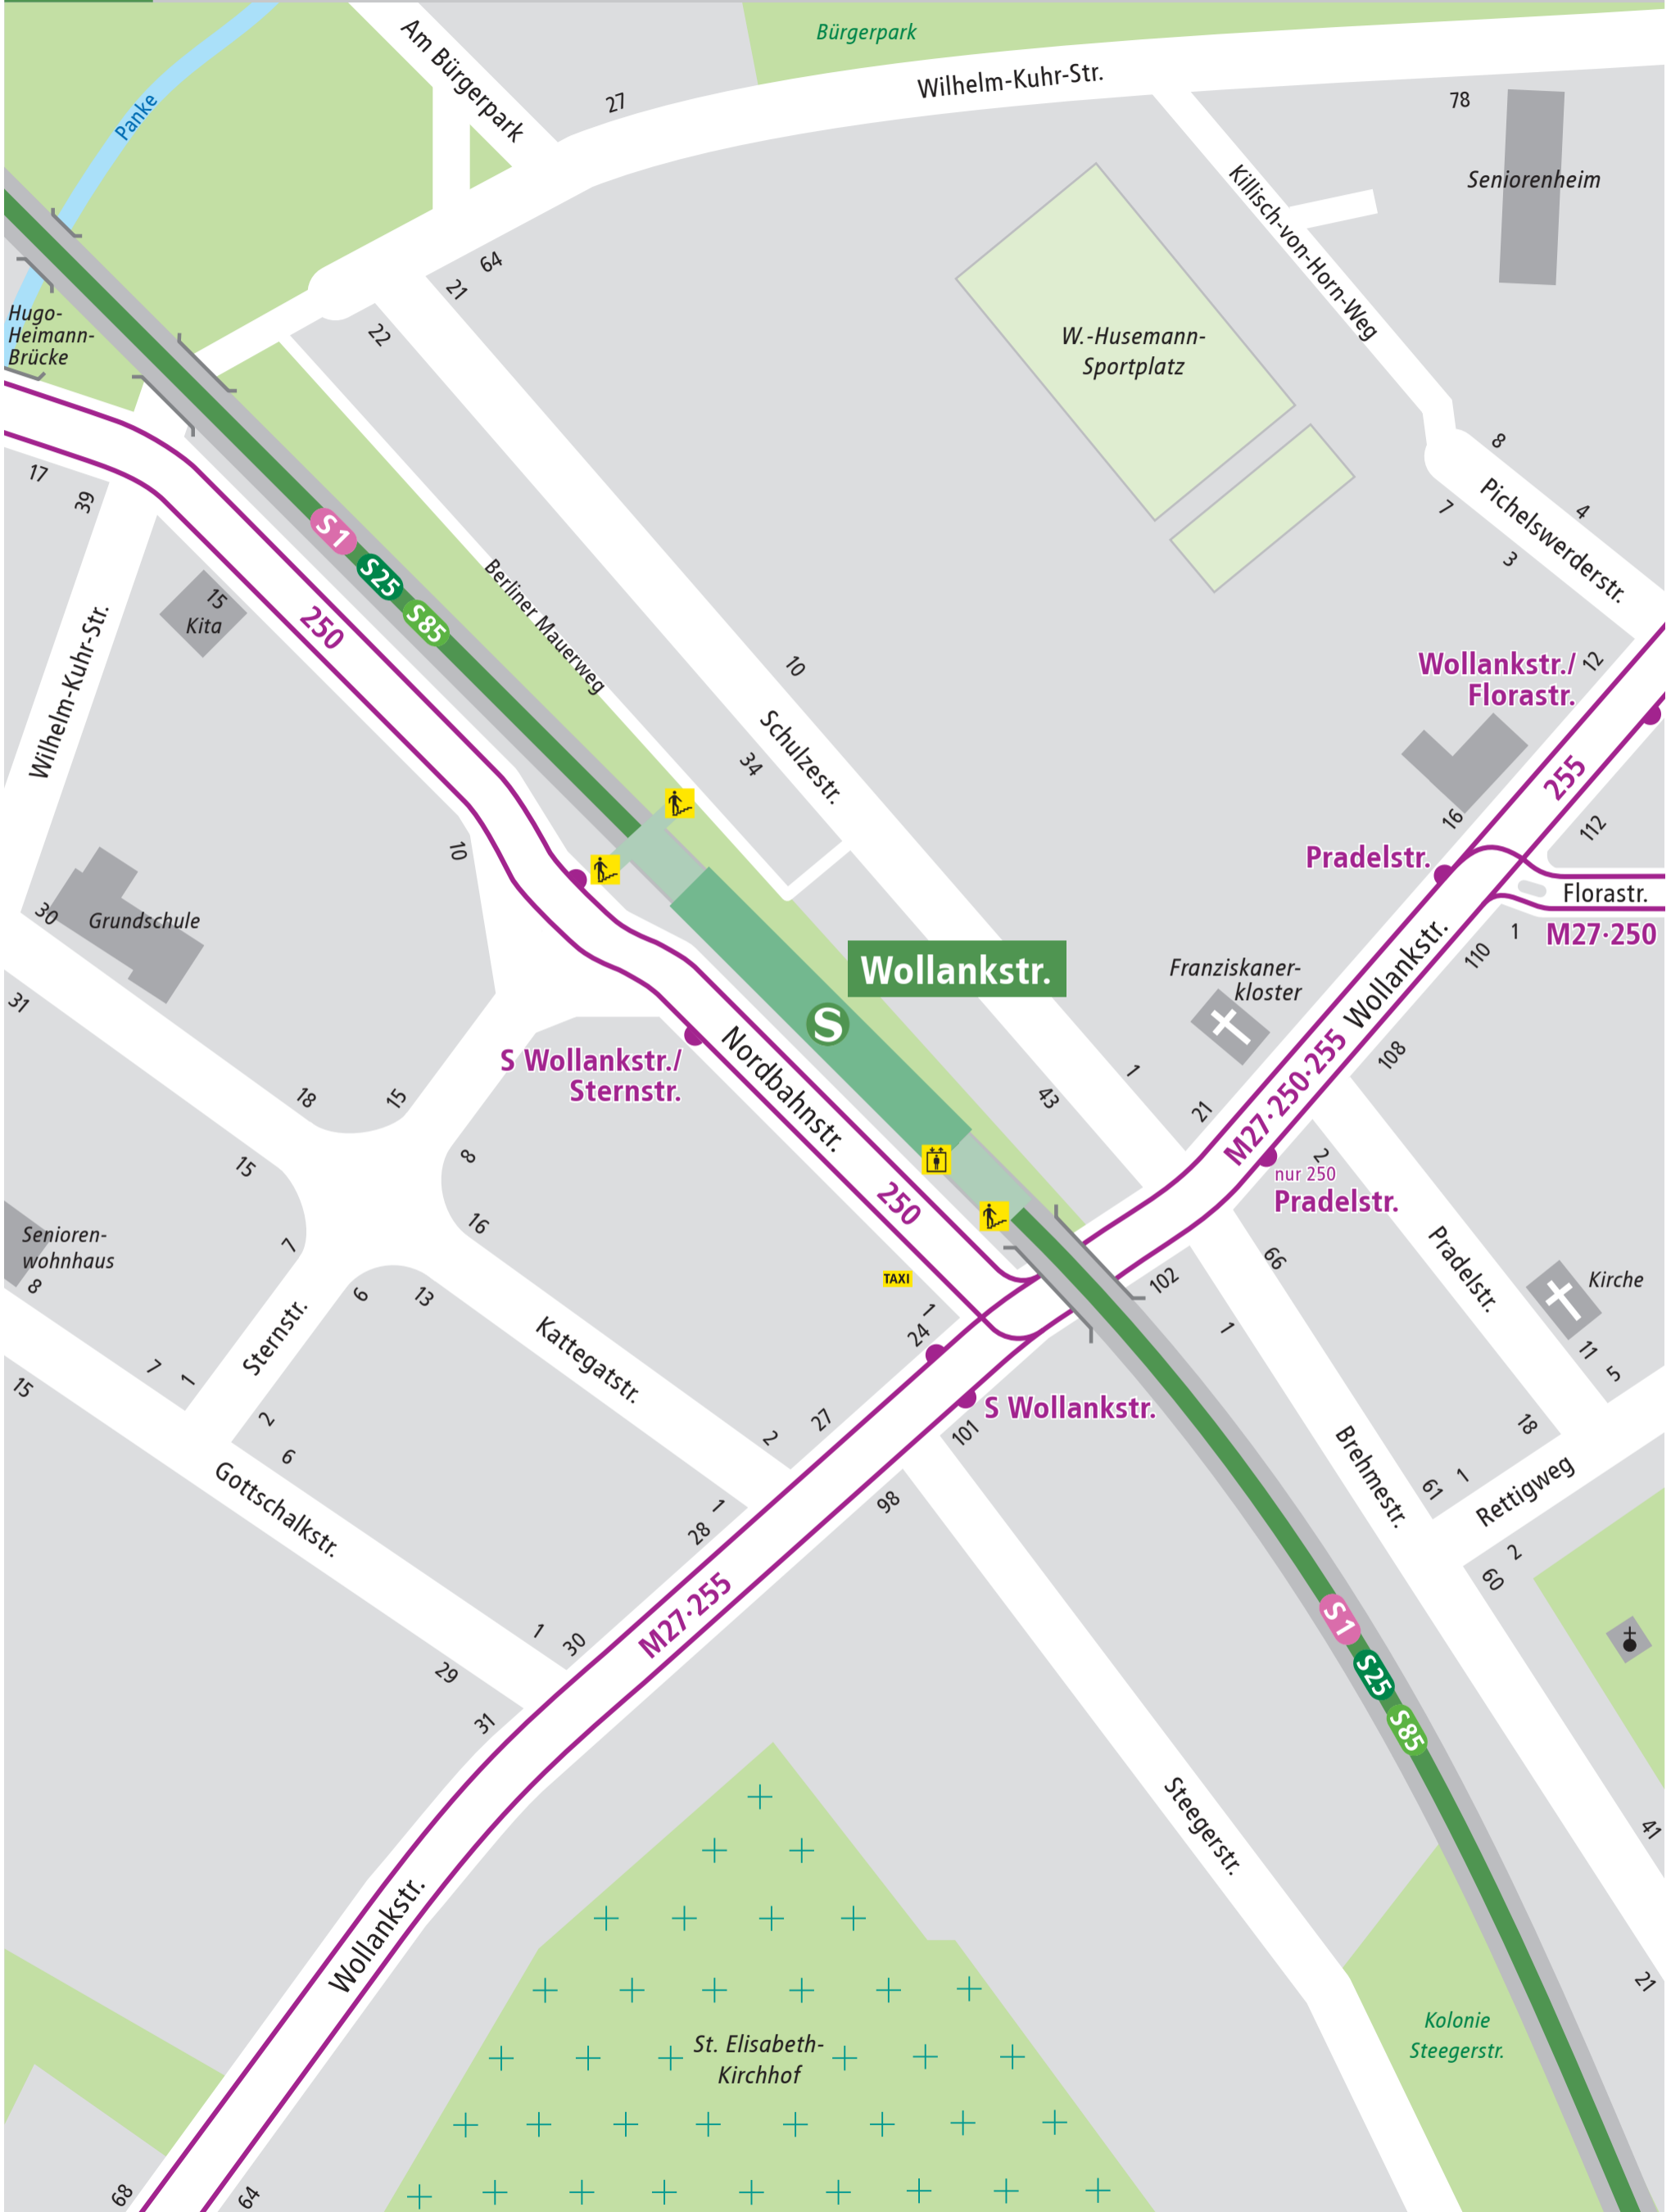 Bürgerpark
Am Bürgerpark
Wilhelm-Kuhr-Str.
27
78
Panke
Seniorenheim
Killisch-von-Horn-Weg
64
21
22
Hugo-
Heimann-
Brücke
W.-Husemann-
Sportplatz
17
39
8
7
4
3
Pichelswerderstr.
S1
S25
S85
250
15
Kita
Berliner Mauerweg
Wilhelm-Kuhr-Str.
10
34
Schulzestr.
12
Wollankstr./
Florastr.
255
16
112
Pradelstr.
Florastr.
M27·250
1
110
10
30
Grundschule
31
Wollankstr.
S
Franziskaner-
kloster
Wollankstr.
M27·250·255
108
S Wollankstr./
Sternstr.
Nordbahnstr.
43
1
21
2
nur 250
Pradelstr.
18
15
15
8
16
7
Senioren-
wohnhaus
8
250
TAXI
66
102
1
Pradelstr.
Kirche
11
5
6
13
1
24
Sternstr.
Kattegatstr.
7
1
15
2
6
2
27
S Wollankstr.
101
18
Brehmestr.
61
1
Rettigweg
2
60
Gottschalkstr.
1
28
98
M27·255
1
30
29
31
S1
S25
S85
Steegerstr.
41
21
Wollankstr.
St. Elisabeth-
Kirchhof
Kolonie
Steegerstr.
68
64